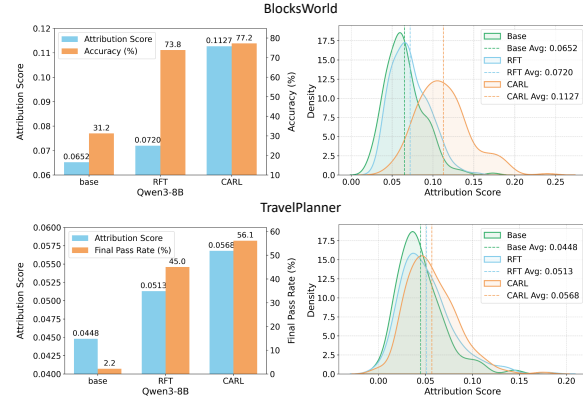 BlocksWorld
Attribution Score
0.12
0.11
0.10
0.09
0.08
0.07
0.06
Attribution Score
Accuracy (%)
0.0652
31.2
0.0720
73.8
0.1127
77.2
80
70
60
50
40
30
20
10
Accuracy (%)
base
RFT
CARL
Qwen3-8B
Density
17.5
15.0
12.5
10.0
7.5
5.0
2.5
0.0
Base
Base Avg: 0.0652
RFT
RFT Avg: 0.0720
CARL
CARL Avg: 0.1127
0.00
0.05
0.10
0.15
0.20
0.25
Attribution Score
TravelPlanner
Attribution Score
0.0600
0.0575
0.0550
0.0525
0.0500
0.0475
0.0450
0.0425
0.0400
Attribution Score
Final Pass Rate (%)
0.0448
2.2
0.0513
45.0
0.0568
56.1
60
50
40
30
20
10
0
Final Pass Rate (%)
base
RFT
CARL
Qwen3-8B
Density
17.5
15.0
12.5
10.0
7.5
5.0
2.5
0.0
Base
Base Avg: 0.0448
RFT
RFT Avg: 0.0513
CARL
CARL Avg: 0.0568
0.00
0.05
0.10
0.15
0.20
Attribution Score